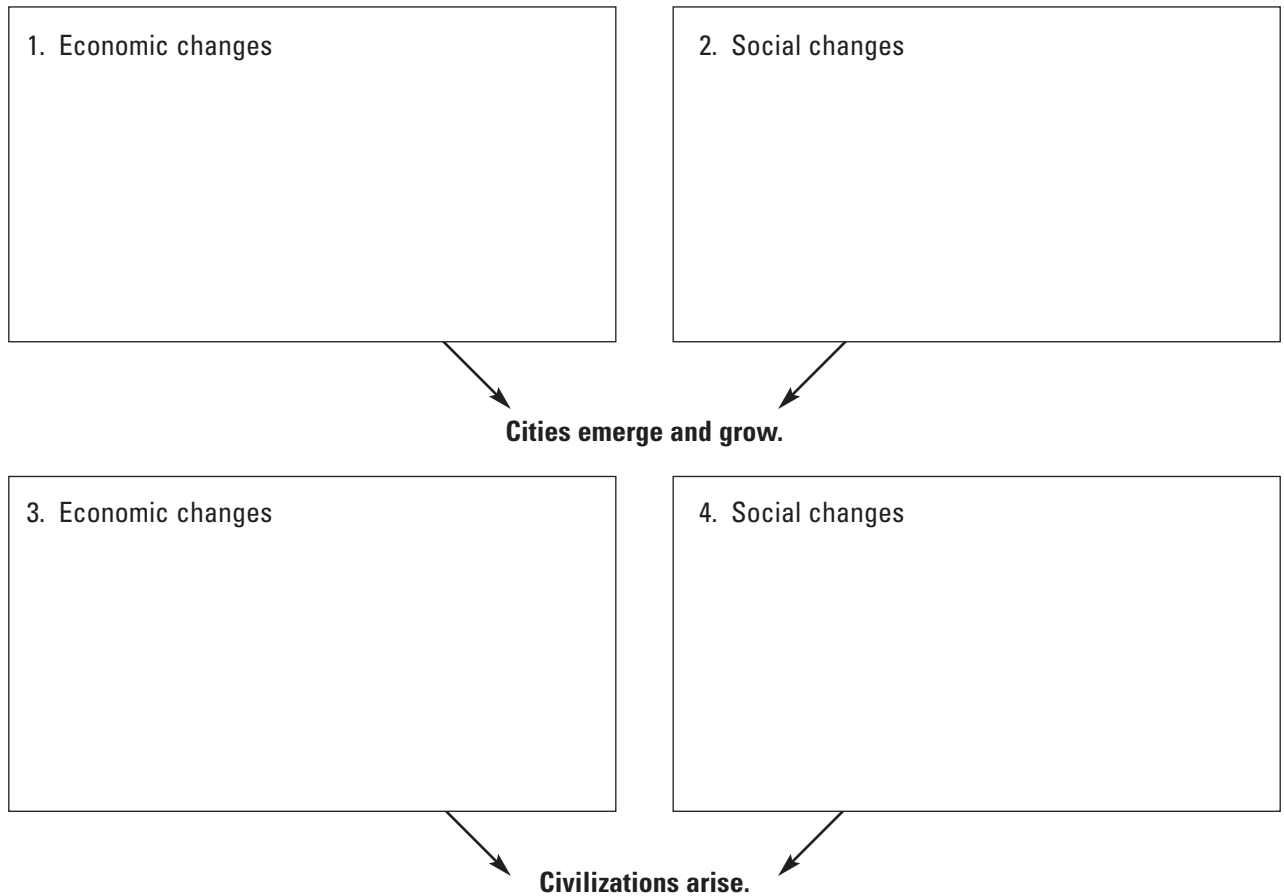 1. Economic changes
2. Social changes
Cities emerge and grow.
3. Economic changes
4. Social changes
Civilizations arise.